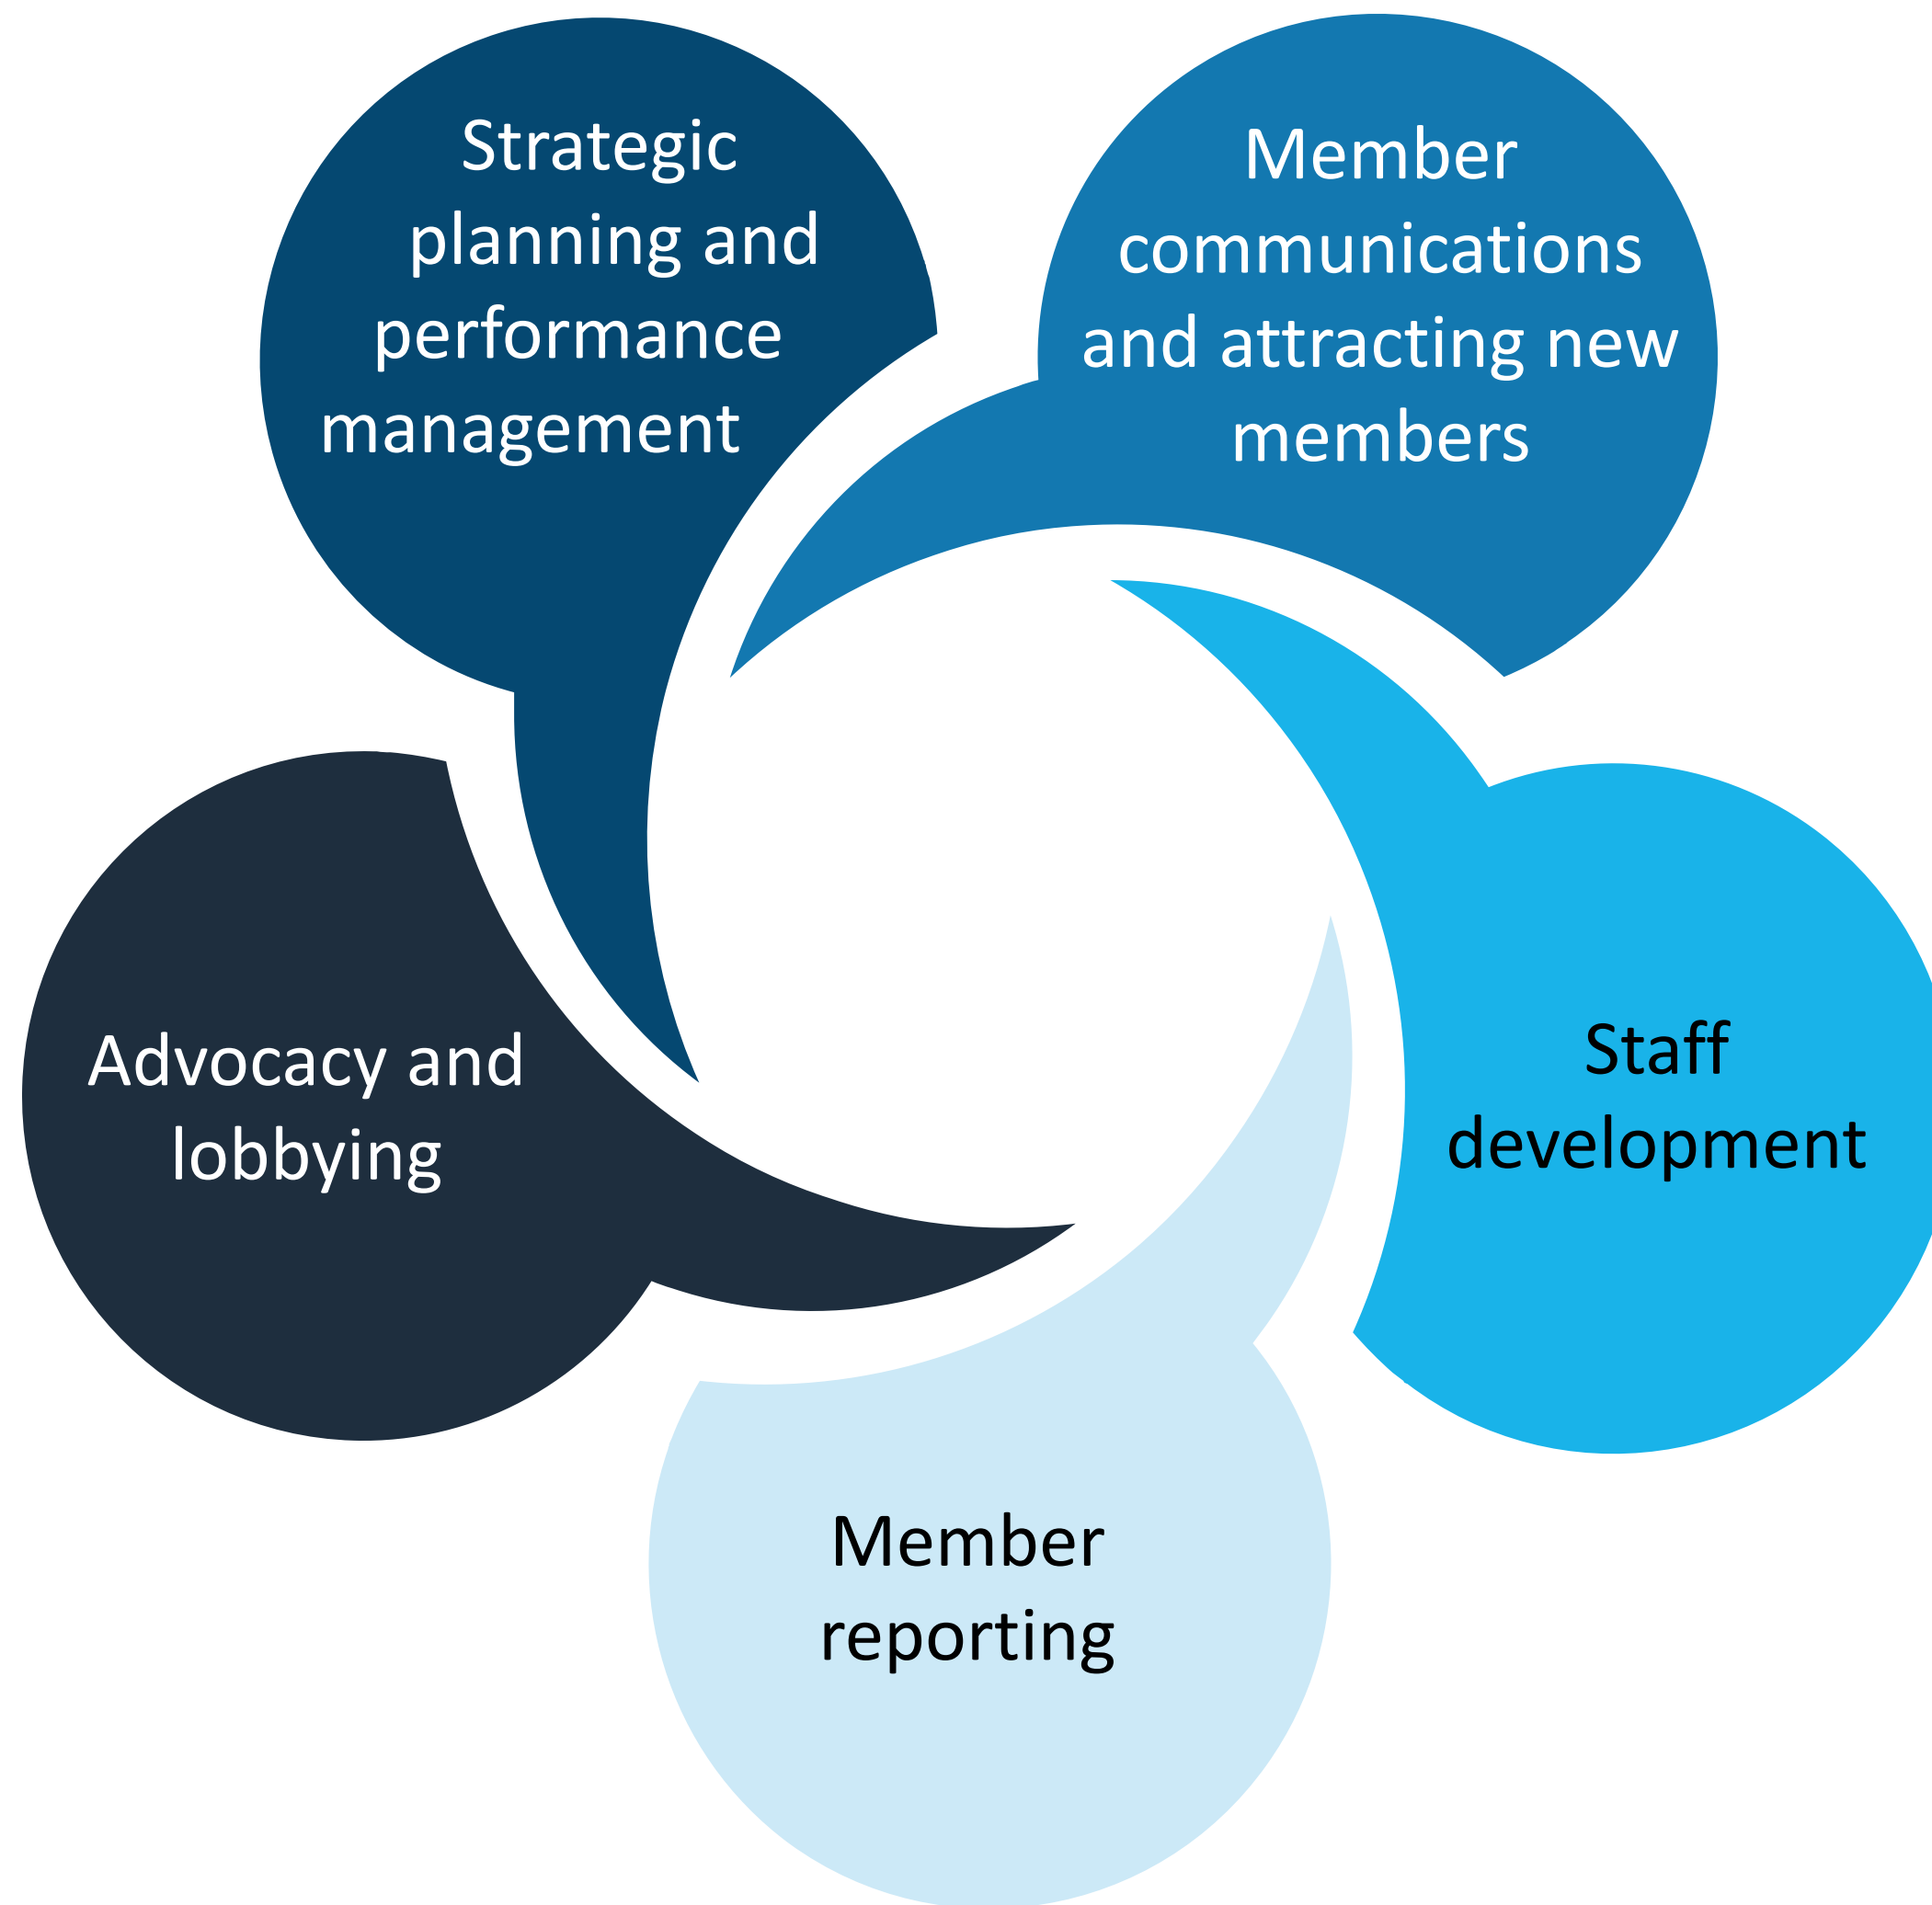 Strategic
planning and
performance
management
Member
communications
and attracting new
members
Advocacy and
lobbying
Staff
development
Member
reporting